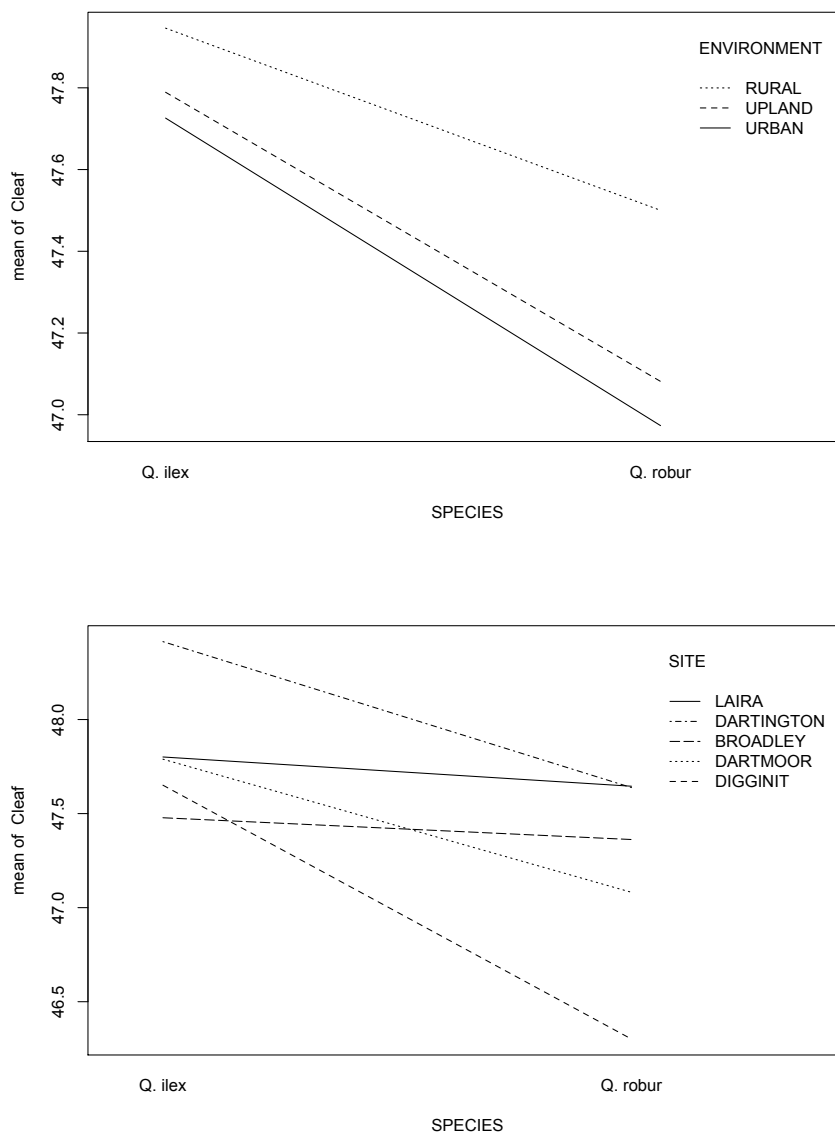 ENVIRONMENT
RURAL
UPLAND
URBAN
mean of Cleaf
47.8
47.6
47.4
47.2
47.0
Q. ilex
Q. robur
SPECIES
SITE
LAIRA
DARTINGTON
BROADLEY
DARTMOOR
DIGGINIT
mean of Cleaf
48.0
47.5
47.0
46.5
Q. ilex
Q. robur
SPECIES